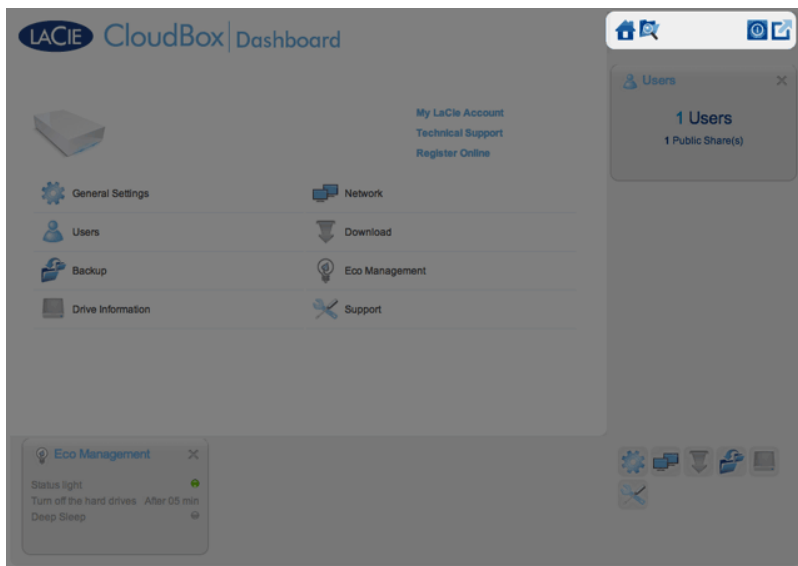 LACIE CloudBox Dashboard
Users
1 Users
1 Public Share(s)
My LaCie Account
Technical Support
Register Online
General Settings
Network
Users
Download
Backup
Eco Management
Drive Information
Support
Eco Management
Status light
Turn off the hard drives After 05 min
Deep Sleep